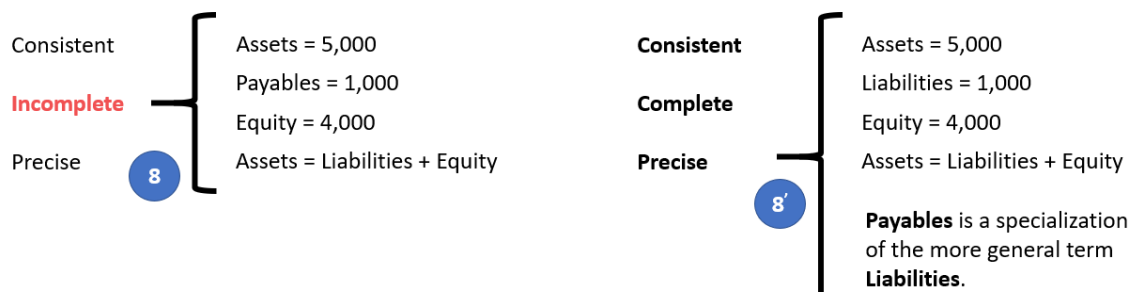 Consistent
Incomplete
Precise
8
Assets = 5,000
Payables = 1,000
Equity = 4,000
Assets = Liabilities + Equity
Consistent
Complete
Precise
8′
Assets = 5,000
Liabilities = 1,000
Equity = 4,000
Assets = Liabilities + Equity
Payables is a specialization
of the more general term
Liabilities.